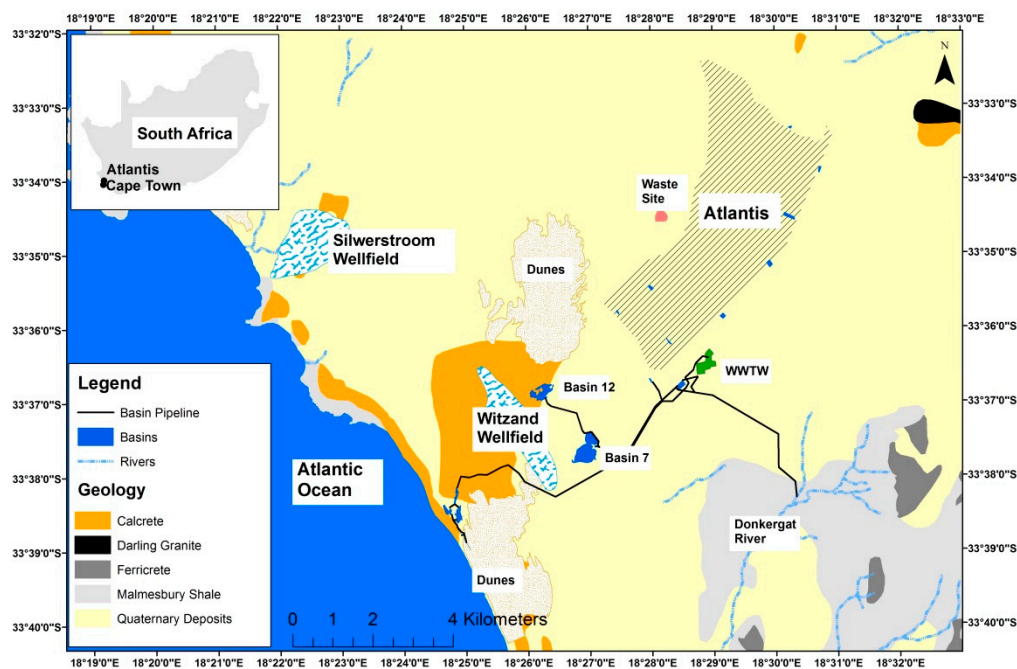 18°19'0"E 18°20'0"E 18°21'0"E 18°22'0"E 18°23'0"E 18°24'0"E 18°25'0"E 18°26'0"E 18°27'0"E 18°28'0"E 18°29'0"E 18°30'0"E 18°31'0"E 18°32'0"E 18°33'0"E
33°32'0"S
N
33°33'0"S 33°33'0"S
South Africa
Atlantis
Cape Town
33°34'0"S 33°34'0"S
Waste
Site
Atlantis
Silwerstroom
Wellfield
33°35'0"S 33°35'0"S
Dunes
33°36'0"S 33°36'0"S
WWTW
Basin 12
33°37'0"S 33°37'0"S
Witzand
Wellfield
Basin 7
Atlantic
Ocean
33°38'0"S 33°38'0"S
Donkergat
River
33°39'0"S 33°39'0"S
Dunes
0 1 2 4 Kilometers
33°40'0"S 33°40'0"S
Legend
Basin Pipeline
Basins
Rivers
Geology
Calcrete
Darling Granite
Ferricrete
Malmesbury Shale
Quaternary Deposits
18°19'0"E 18°20'0"E 18°21'0"E 18°22'0"E 18°23'0"E 18°24'0"E 18°25'0"E 18°26'0"E 18°27'0"E 18°28'0"E 18°29'0"E 18°30'0"E 18°31'0"E 18°32'0"E